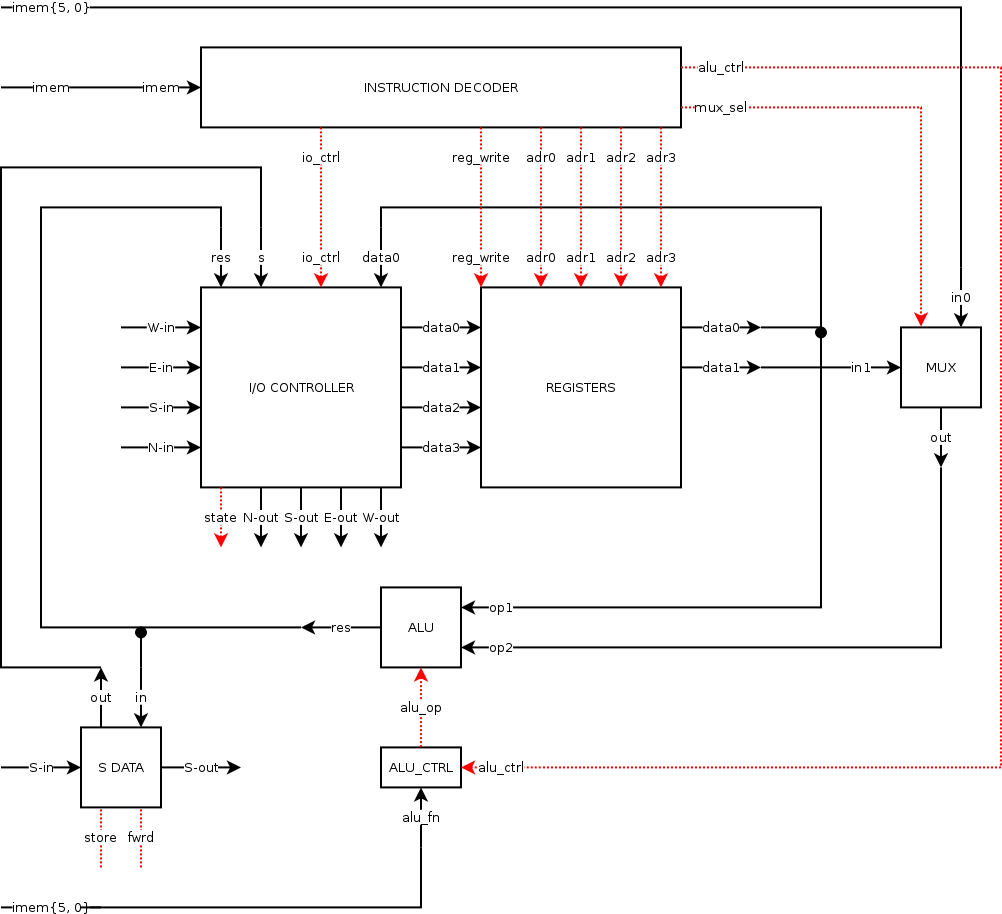 imem{5, 0}
alu_ctrl
imem imem INSTRUCTION DECODER
mux_sel
io_ctrl reg_write adr0 adr1 adr2 adr3
res s io_ctrl data0 reg_write adr0 adr1 adr2 adr3
in0
W-in data0 data0
E-in data1 data1 in1 MUX
I/O CONTROLLER REGISTERS
S-in data2
out
N-in data3
state N-out S-out E-out W-out
op1
res ALU
op2
out in alu_op
S-in S DATA S-out ALU_CTRL alu_ctrl
alu_fn
store fwrd
imem{5, 0}